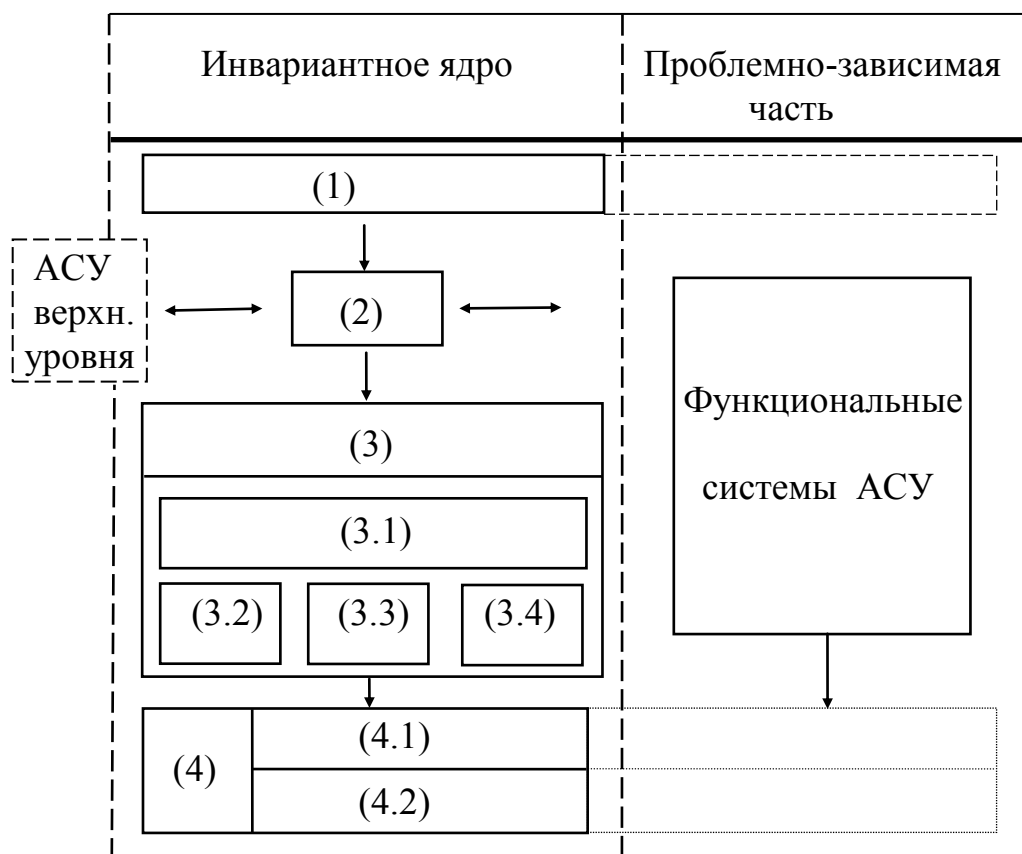 Инвариантное ядро
Проблемно-зависимая
часть
(1)
АСУ
верхн.
уровня
(2)
Функциональные
системы АСУ
(3)
(3.1)
(3.2)
(3.3)
(3.4)
(4)
(4.1)
(4.2)